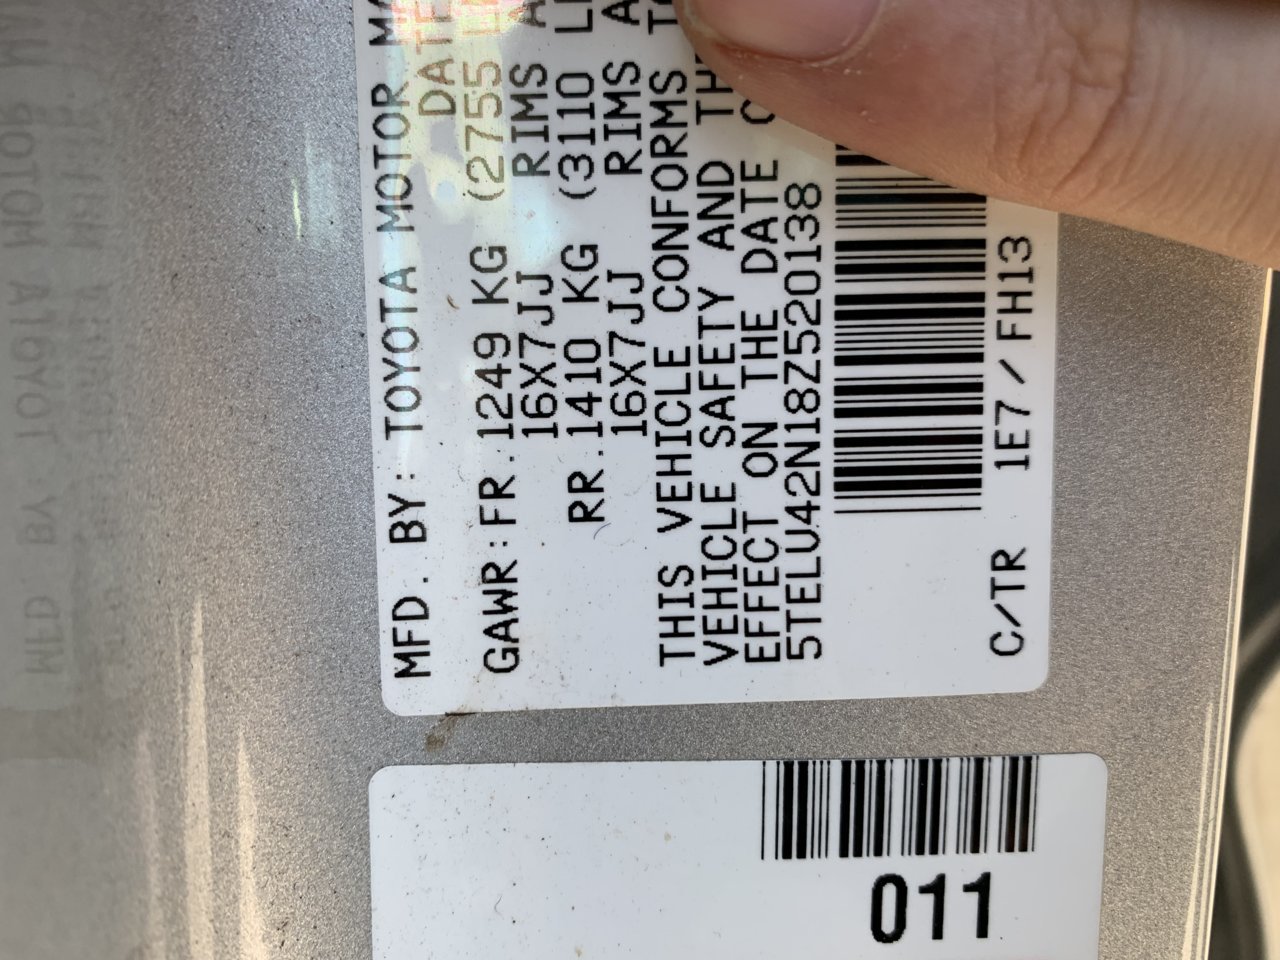 MFD. BY: TOYOTA MOTOR
DATE
GAWR:FR.1249 KG (2755
16X7JJ RIMS
RR.1410 KG (3110
16X7JJ RIMS
THIS VEHICLE CONFORMS
VEHICLE SAFETY AND
EFFECT ON THE DATE
5TELU42N18Z520138
C/TR 1E7/FH13
011